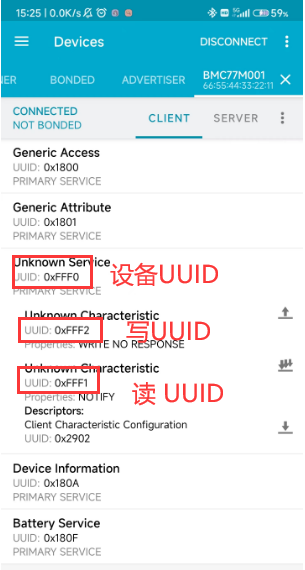 15:25 | 0.0K/s
59%
Devices
DISCONNECT
NER
BONDED
ADVERTISER
BMC77M001
66:55:44:33:22:11
CONNECTED
NOT BONDED
CLIENT
SERVER
Generic Access
UUID: 0x1800
PRIMARY SERVICE
Generic Attribute
UUID: 0x1801
PRIMARY SERVICE
Unknown Service
UUID: 0xFFF0
设备UUID
PRIMARY SERVICE
Unknown Characteristic
UUID: 0xFFF2
写UUID
Properties: WRITE NO RESPONSE
Unknown Characteristic
UUID: 0xFFF1
读 UUID
Properties: NOTIFY
Descriptors:
Client Characteristic Configuration
UUID: 0x2902
Device Information
UUID: 0x180A
PRIMARY SERVICE
Battery Service
UUID: 0x180F
PRIMARY SERVICE